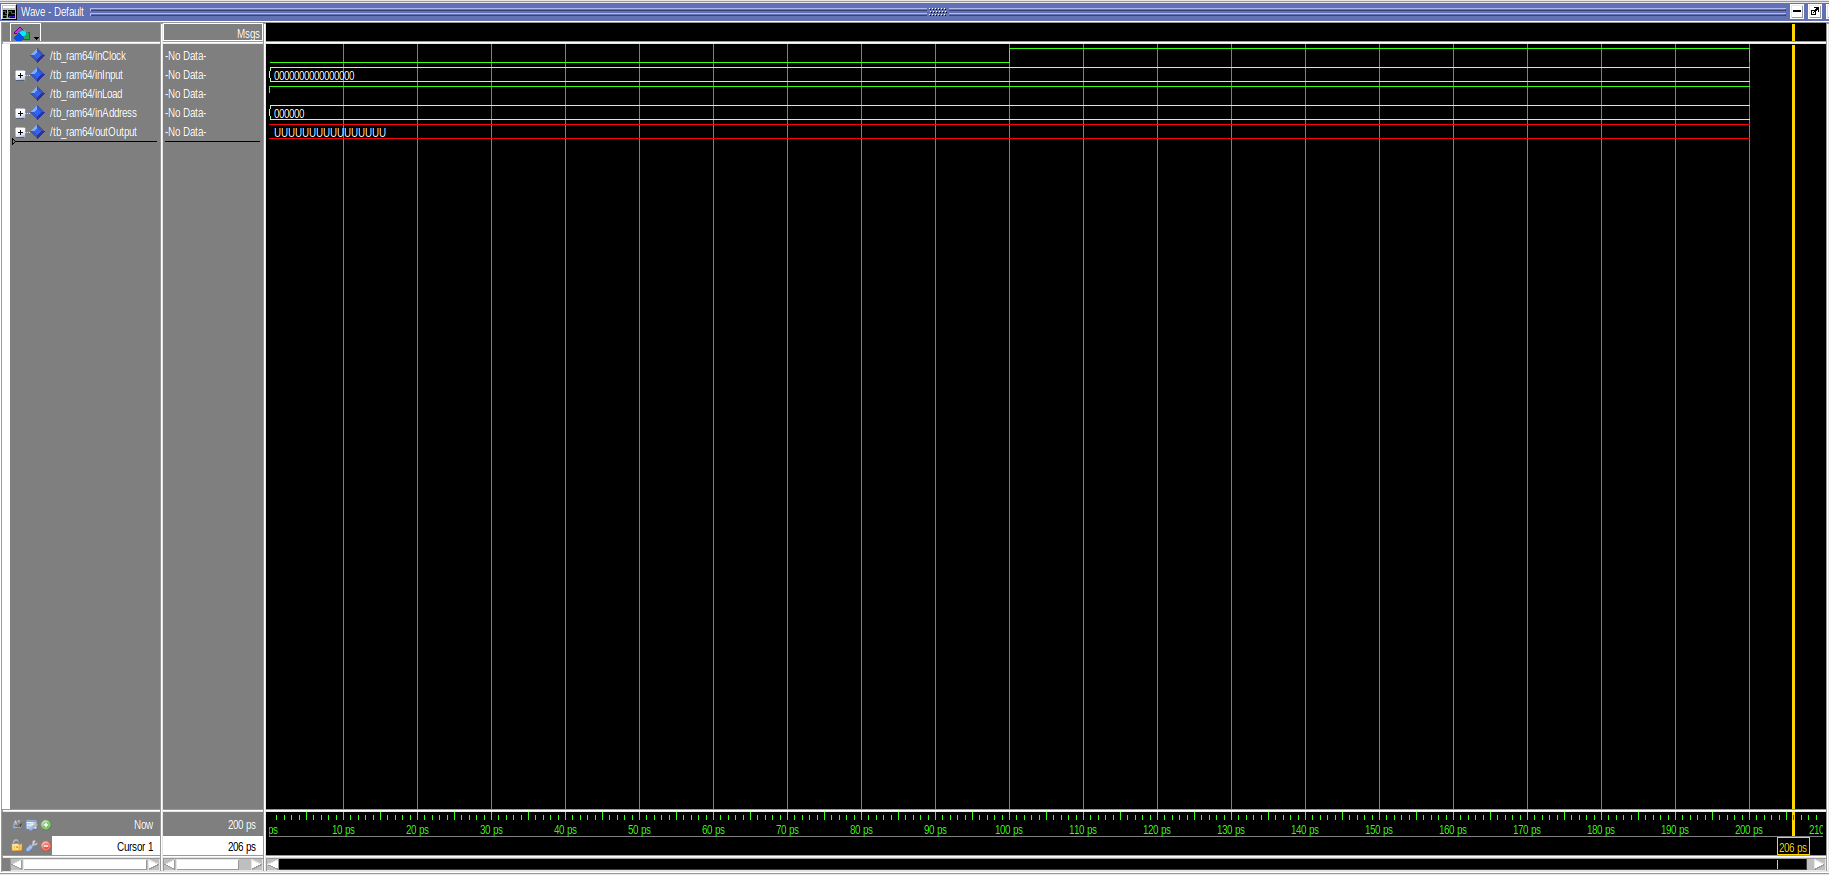 Wave - Default
Msgs
/tb_ram64/inClock -No Data-
/tb_ram64/inInput -No Data- 0000000000000000
/tb_ram64/inLoad -No Data-
/tb_ram64/inAddress -No Data- 000000
/tb_ram64/outOutput -No Data- UUUUUUUUUUUUUUUU
Now 200 ps
ps 10 ps 20 ps 30 ps 40 ps 50 ps 60 ps 70 ps 80 ps 90 ps 100 ps 110 ps 120 ps 130 ps 140 ps 150 ps 160 ps 170 ps 180 ps 190 ps 200 ps 210
Cursor 1 206 ps 206 ps